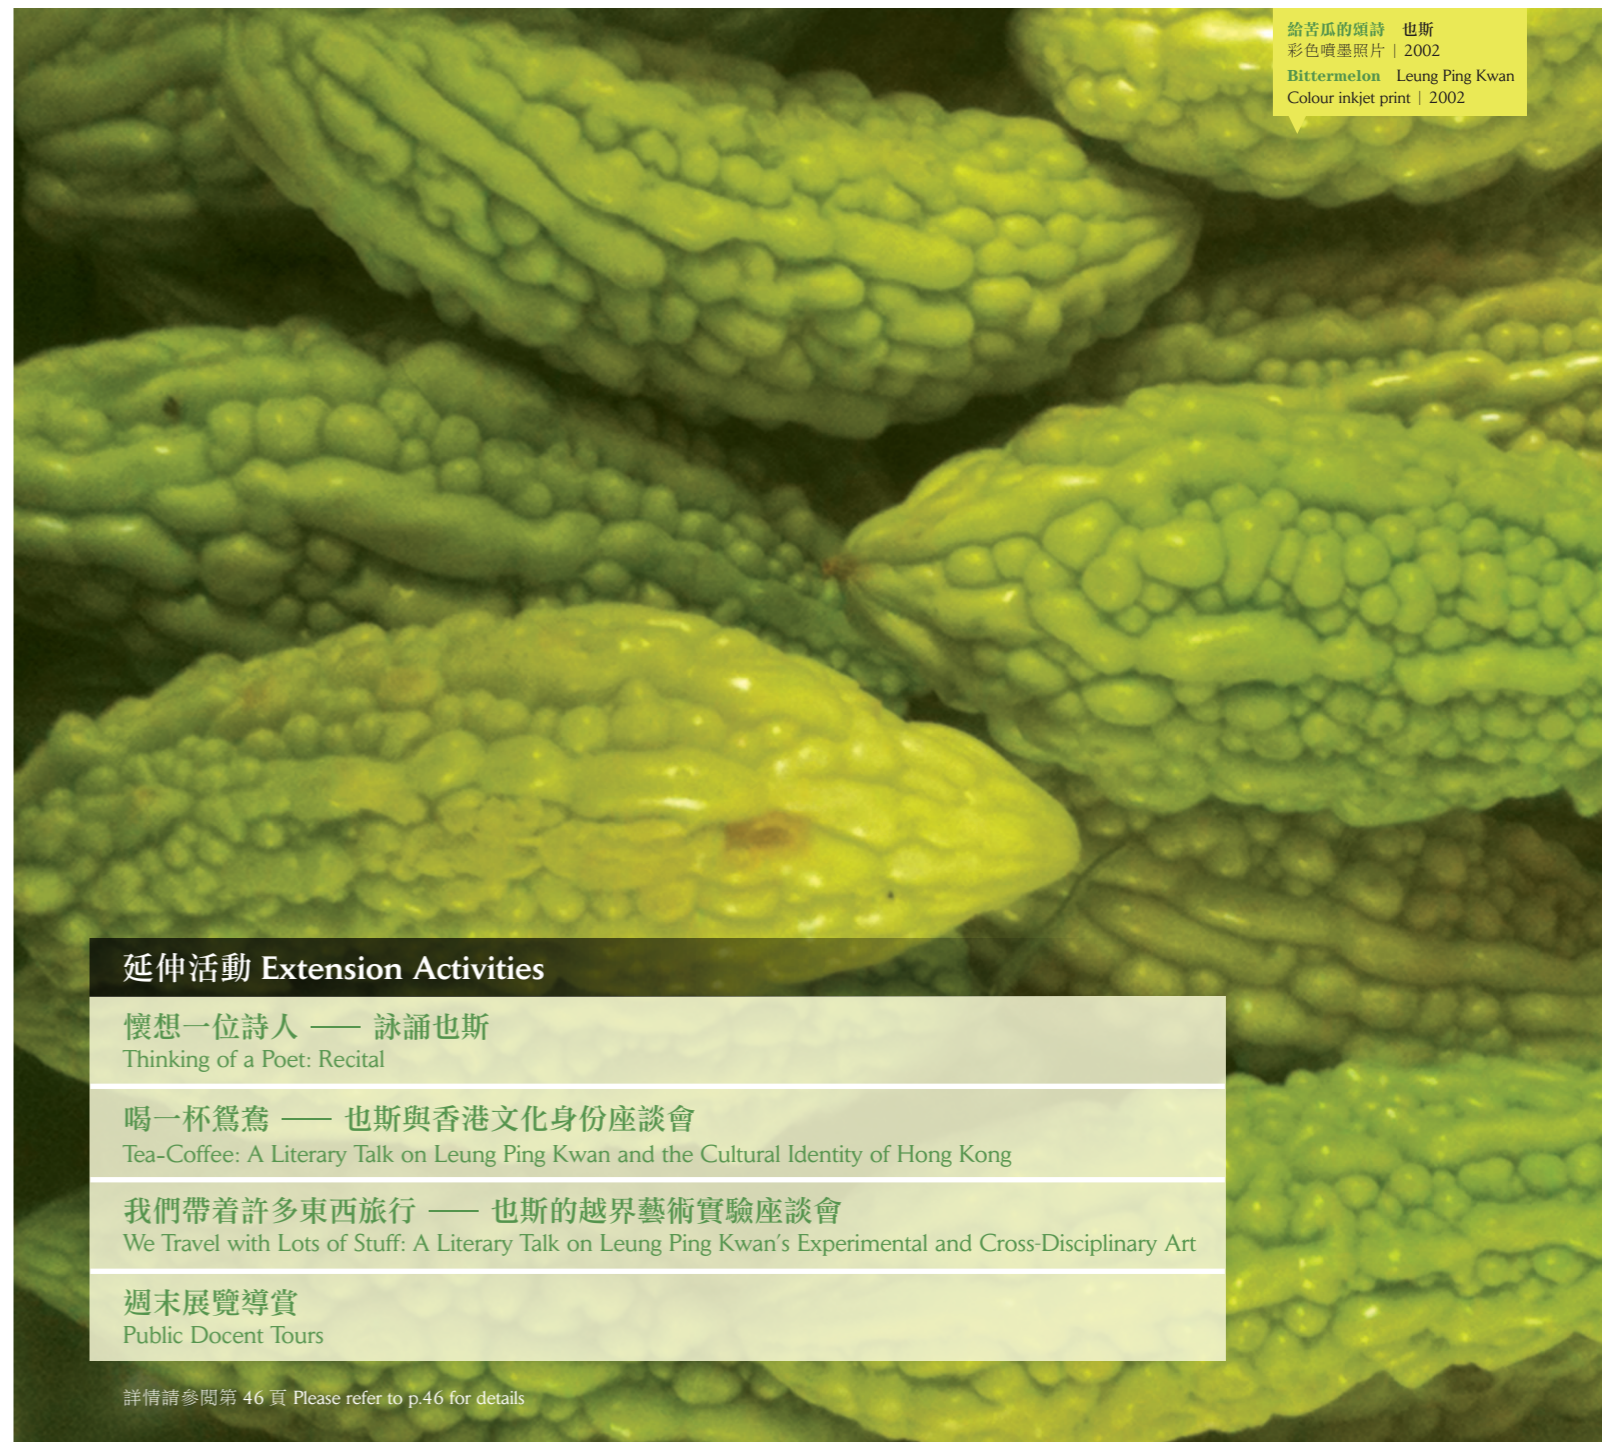 給苦瓜的頌詩 也斯
彩色噴墨照片 | 2002
Bittermelon Leung Ping Kwan
Colour inkjet print | 2002
延伸活動 Extension Activities
懷想一位詩人 —— 詠誦也斯
Thinking of a Poet: Recital
喝一杯鴛鴦 —— 也斯與香港文化身份座談會
Tea-Coffee: A Literary Talk on Leung Ping Kwan and the Cultural Identity of Hong Kong
我們帶着許多東西旅行 —— 也斯的越界藝術實驗座談會
We Travel with Lots of Stuff: A Literary Talk on Leung Ping Kwan's Experimental and Cross-Disciplinary Art
週末展覽導賞
Public Docent Tours
詳情請參閱第 46 頁 Please refer to p.46 for details